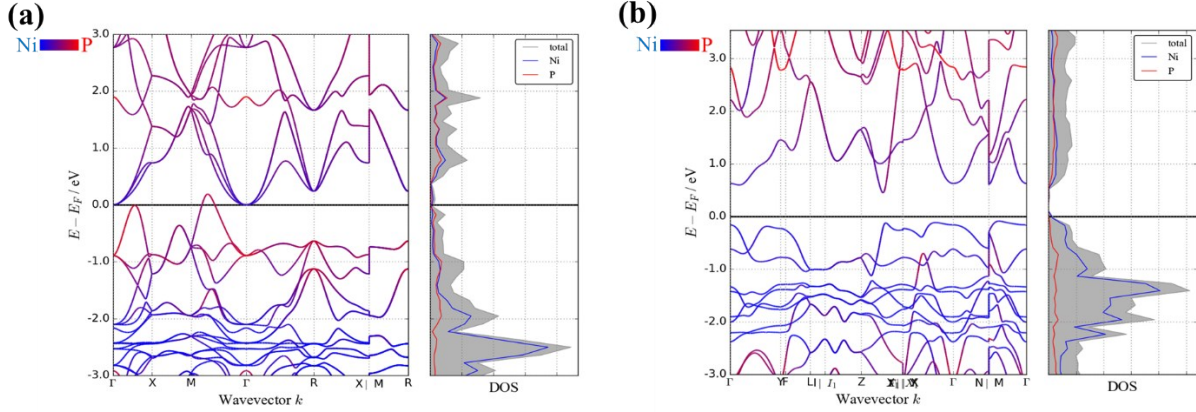 (a)
Ni P
3.0
2.0
1.0
0.0
-1.0
-2.0
-3.0
E − E_F / eV
Γ X M Γ R X | M R
Wavevector k
total
Ni
P
DOS
(b)
Ni P
3.0
2.0
1.0
0.0
-1.0
-2.0
-3.0
E − E_F / eV
Γ YF L I | I₁ Z Γ N | M Γ
Wavevector k
total
Ni
P
DOS